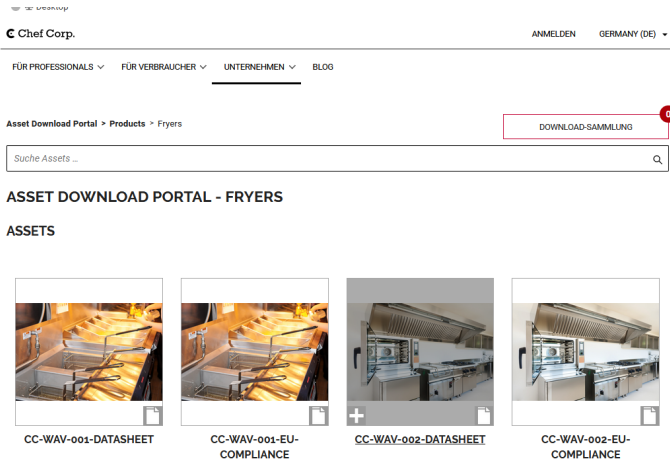 Desktop
Chef Corp.
ANMELDEN GERMANY (DE)
FÜR PROFESSIONALS FÜR VERBRAUCHER UNTERNEHMEN BLOG
Asset Download Portal > Products > Fryers
DOWNLOAD-SAMMLUNG
0
Suche Assets ...
ASSET DOWNLOAD PORTAL - FRYERS
ASSETS
CC-WAV-001-DATASHEET
CC-WAV-001-EU-
COMPLIANCE
CC-WAV-002-DATASHEET
CC-WAV-002-EU-
COMPLIANCE